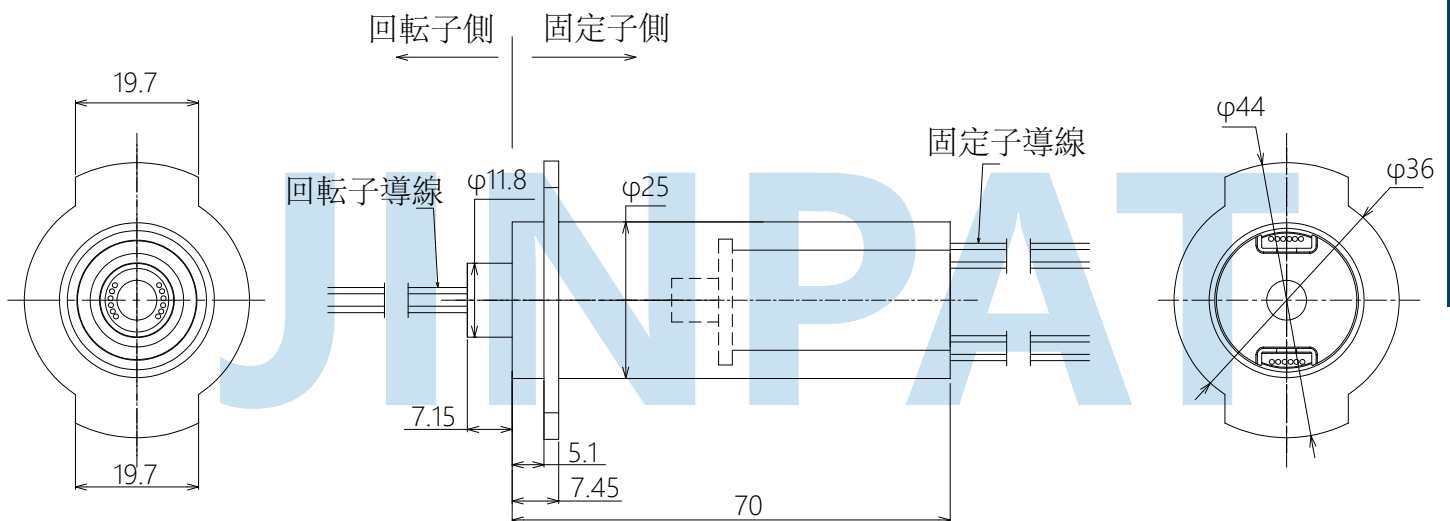 回転子側
固定子側
19.7
φ44
固定子導線
φ36
回転子導線
φ11.8
φ25
JINPAT
7.15
5.1
19.7
7.45
70